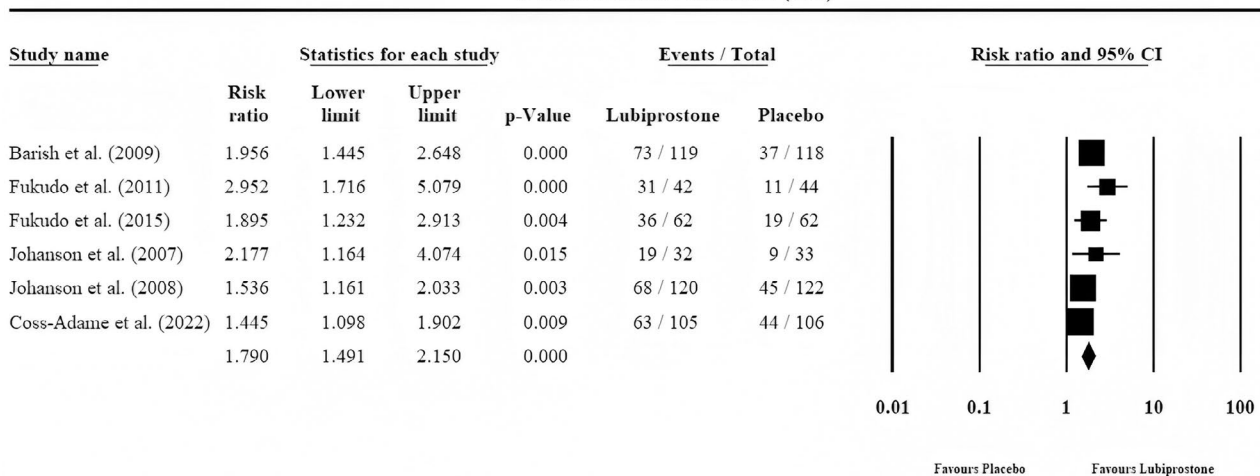 Study name Statistics for each study Events / Total Risk ratio and 95% CI
Risk Lower Upper
ratio limit limit p-Value Lubiprostone Placebo
Barish et al. (2009) 1.956 1.445 2.648 0.000 73 / 119 37 / 118
Fukudo et al. (2011) 2.952 1.716 5.079 0.000 31 / 42 11 / 44
Fukudo et al. (2015) 1.895 1.232 2.913 0.004 36 / 62 19 / 62
Johanson et al. (2007) 2.177 1.164 4.074 0.015 19 / 32 9 / 33
Johanson et al. (2008) 1.536 1.161 2.033 0.003 68 / 120 45 / 122
Coss-Adame et al. (2022) 1.445 1.098 1.902 0.009 63 / 105 44 / 106
1.790 1.491 2.150 0.000
0.01 0.1 1 10 100
Favours Placebo Favours Lubiprostone